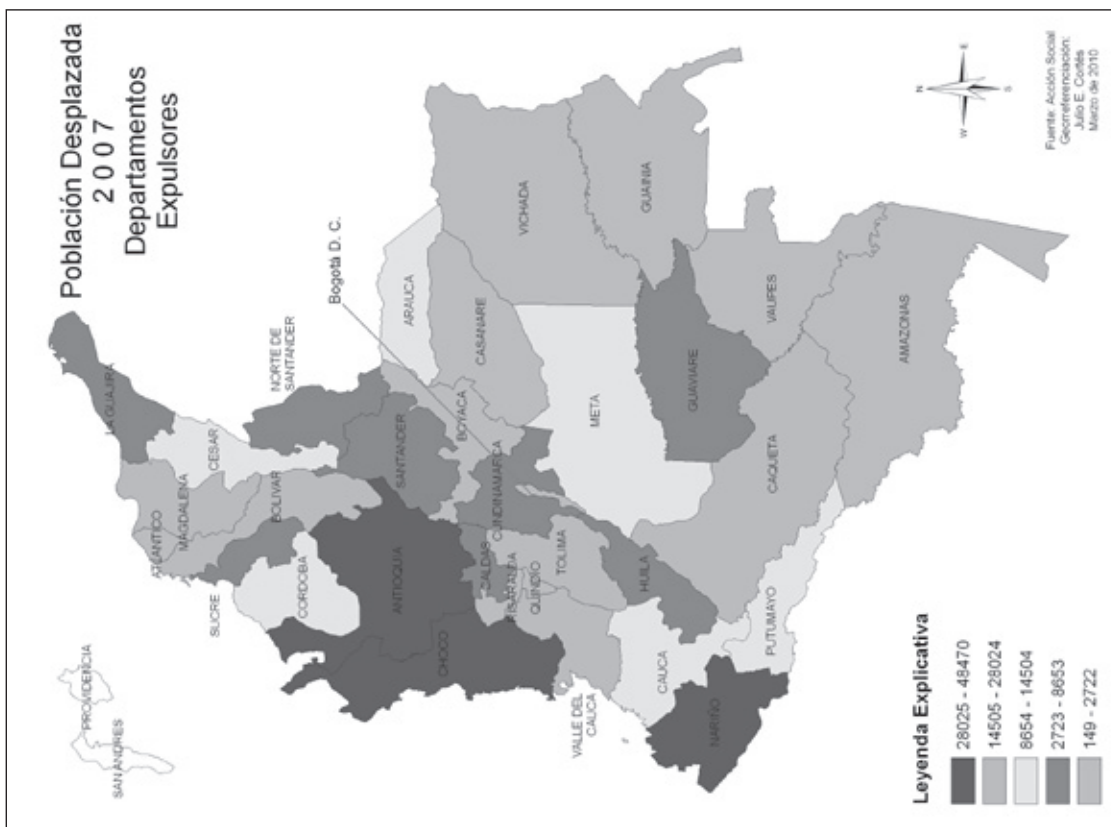 Población Desplazada
2 0 0 7
Departamentos
Expulsores
SAN ANDRES
PROVIDENCIA
LA GUAJIRA
ATLANTICO
MAGDALENA
CESAR
NORTE DE
SANTANDER
SUCRE
BOLIVAR
CORDOBA
Bogotá D. C.
ANTIOQUIA
SANTANDER
ARAUCA
CHOCO
BOYACA
CASANARE
VICHADA
CALDAS
CUNDINAMARCA
RISARANDA
QUINDÍO
TOLIMA
VALLE DEL
CAUCA
META
GUAINIA
CAUCA
HUILA
GUAVIARE
NARIÑO
PUTUMAYO
CAQUETA
VAUPES
AMAZONAS
N
W
E
S
Leyenda Explicativa
28025 - 48470
14505 - 28024
8654 - 14504
2723 - 8653
149 - 2722
Fuente: Acción Social
Georreferenciación:
Julio E. Cortés
Marzo de 2010